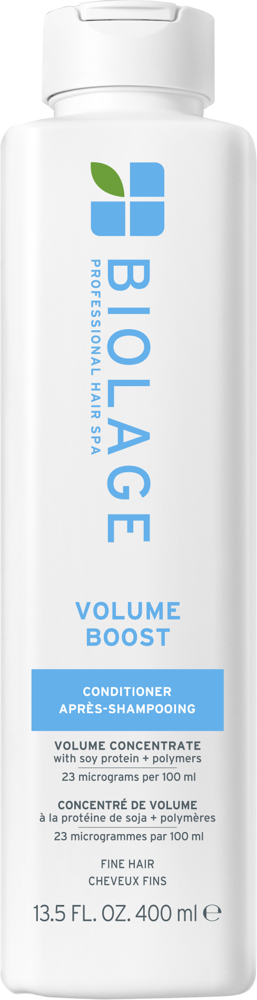 BIOLAGE
PROFESSIONAL HAIR SPA
VOLUME
BOOST
CONDITIONER
APRÈS-SHAMPOOING
VOLUME CONCENTRATE
with soy protein + polymers
23 micrograms per 100 ml
CONCENTRÉ DE VOLUME
à la protéine de soja + polymères
23 microgrammes par 100 ml
FINE HAIR
CHEVEUX FINS
13.5 FL. OZ. 400 ml ℮